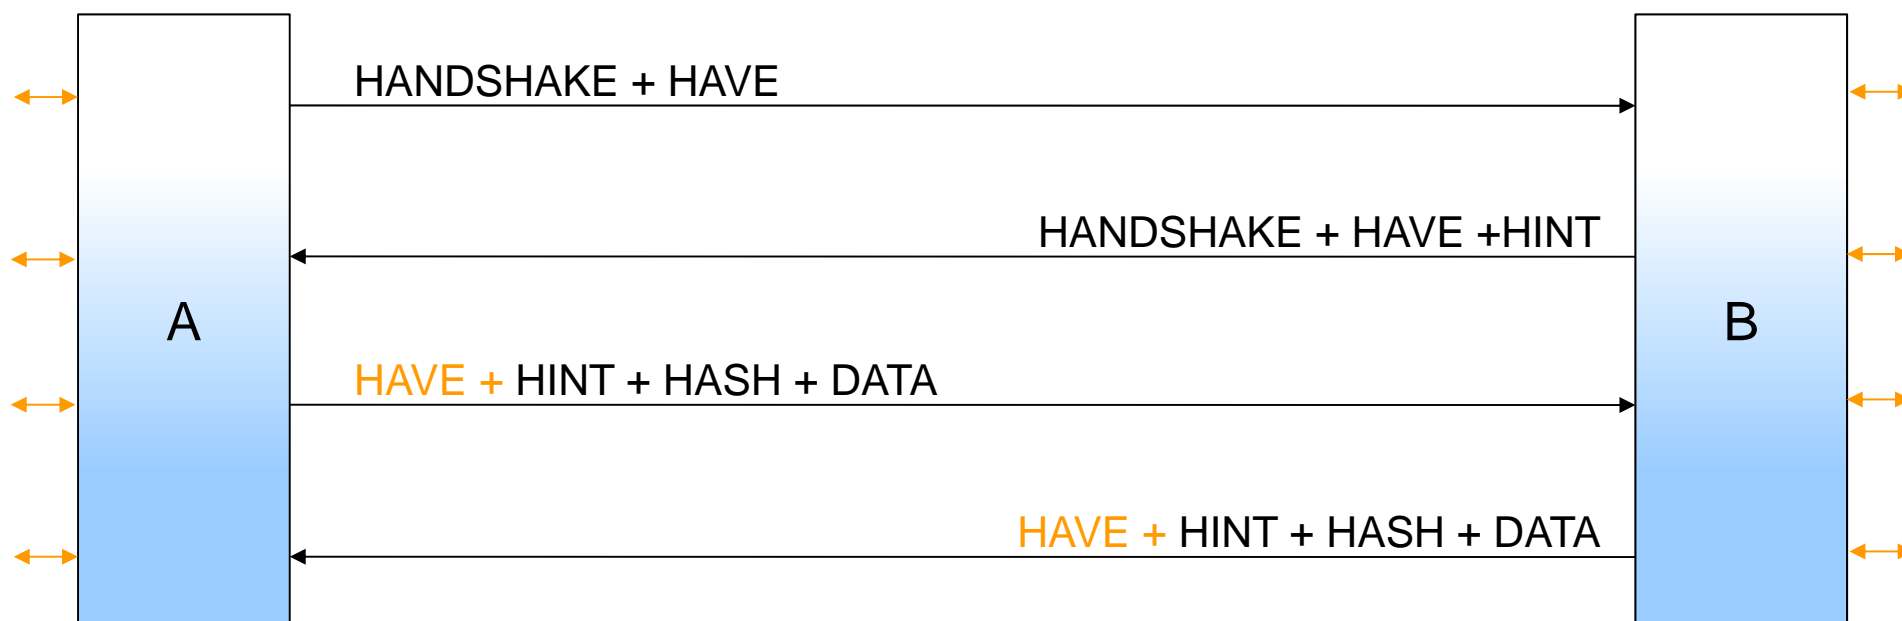 HANDSHAKE + HAVE
HANDSHAKE + HAVE +HINT
A
B
HAVE + HINT + HASH + DATA
HAVE + HINT + HASH + DATA